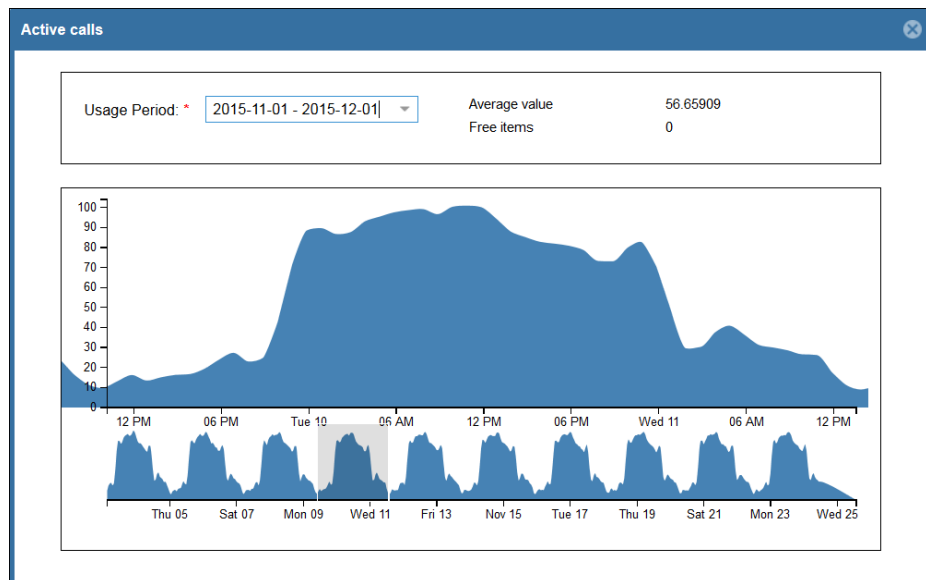 Active calls
Usage Period: * 2015-11-01 - 2015-12-01
Average value 56.65909
Free items 0
100
90
80
70
60
50
40
30
20
10
0
12 PM 06 PM Tue 10 06 AM 12 PM 06 PM Wed 11 06 AM 12 PM
Thu 05 Sat 07 Mon 09 Wed 11 Fri 13 Nov 15 Tue 17 Thu 19 Sat 21 Mon 23 Wed 25